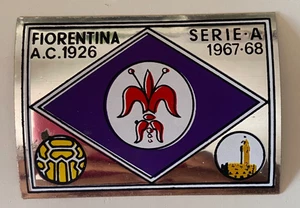 FIORENTINA
A.C.1926
SERIE-A
1967-68